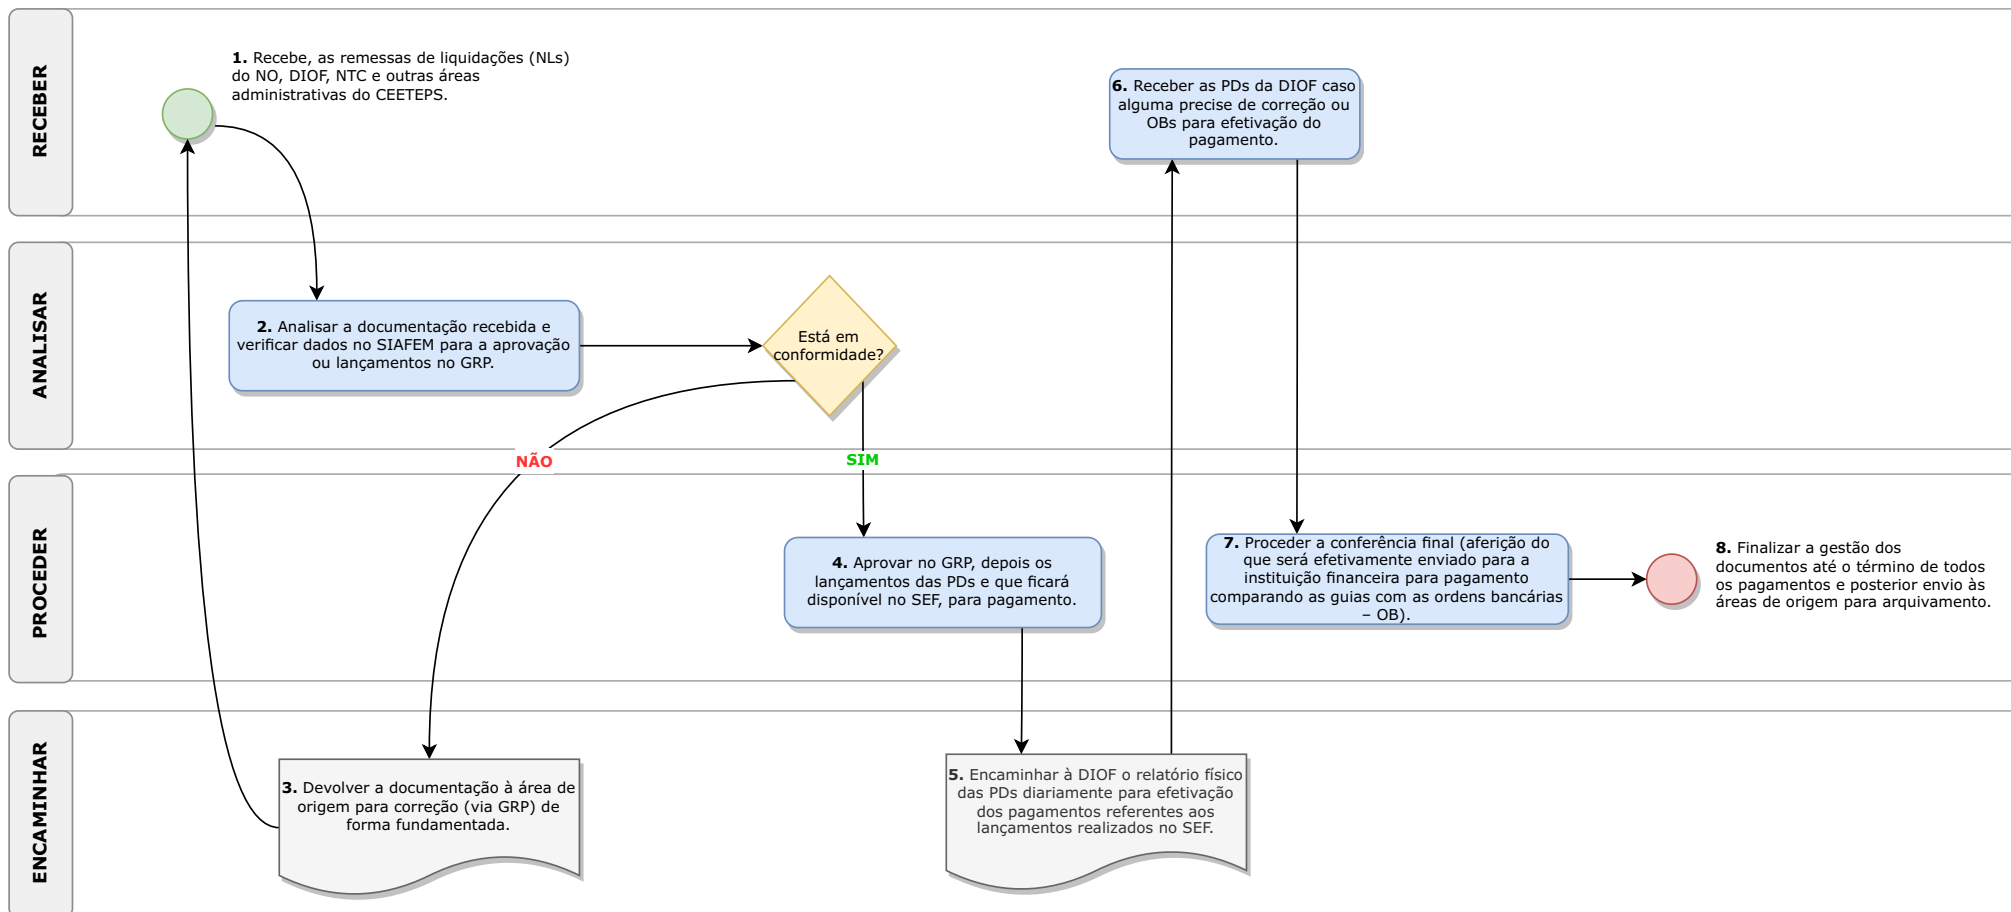 RECEBER
1. Recebe, as remessas de liquidações (NLs)
do NO, DIOF, NTC e outras áreas
administrativas do CEETEPS.
6. Receber as PDs da DIOF caso
alguma precise de correção ou
OBs para efetivação do
pagamento.
ANALISAR
2. Analisar a documentação recebida e
verificar dados no SIAFEM para a aprovação
ou lançamentos no GRP.
Está em
conformidade?
NÃO
SIM
PROCEDER
4. Aprovar no GRP, depois os
lançamentos das PDs e que ficará
disponível no SEF, para pagamento.
7. Proceder a conferência final (aferição do
que será efetivamente enviado para a
instituição financeira para pagamento
comparando as guias com as ordens bancárias
– OB).
8. Finalizar a gestão dos
documentos até o término de todos
os pagamentos e posterior envio às
áreas de origem para arquivamento.
ENCAMINHAR
3. Devolver a documentação à área de
origem para correção (via GRP) de
forma fundamentada.
5. Encaminhar à DIOF o relatório físico
das PDs diariamente para efetivação
dos pagamentos referentes aos
lançamentos realizados no SEF.